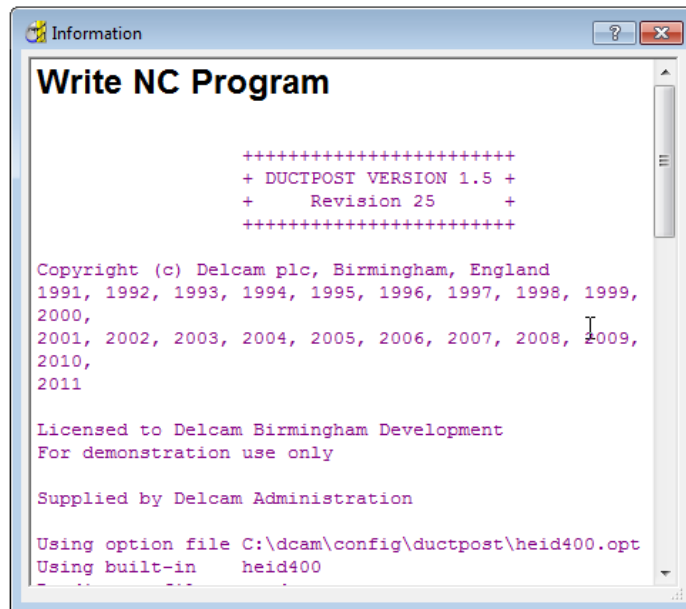 Information
Write NC Program
++++++++++++++++++++++++
+ DUCTPOST VERSION 1.5 +
+     Revision 25      +
++++++++++++++++++++++++
Copyright (c) Delcam plc, Birmingham, England
1991, 1992, 1993, 1994, 1995, 1996, 1997, 1998, 1999,
2000,
2001, 2002, 2003, 2004, 2005, 2006, 2007, 2008, 2009,
2010,
2011
Licensed to Delcam Birmingham Development
For demonstration use only
Supplied by Delcam Administration
Using option file C:\dcam\config\ductpost\heid400.opt
Using built-in    heid400